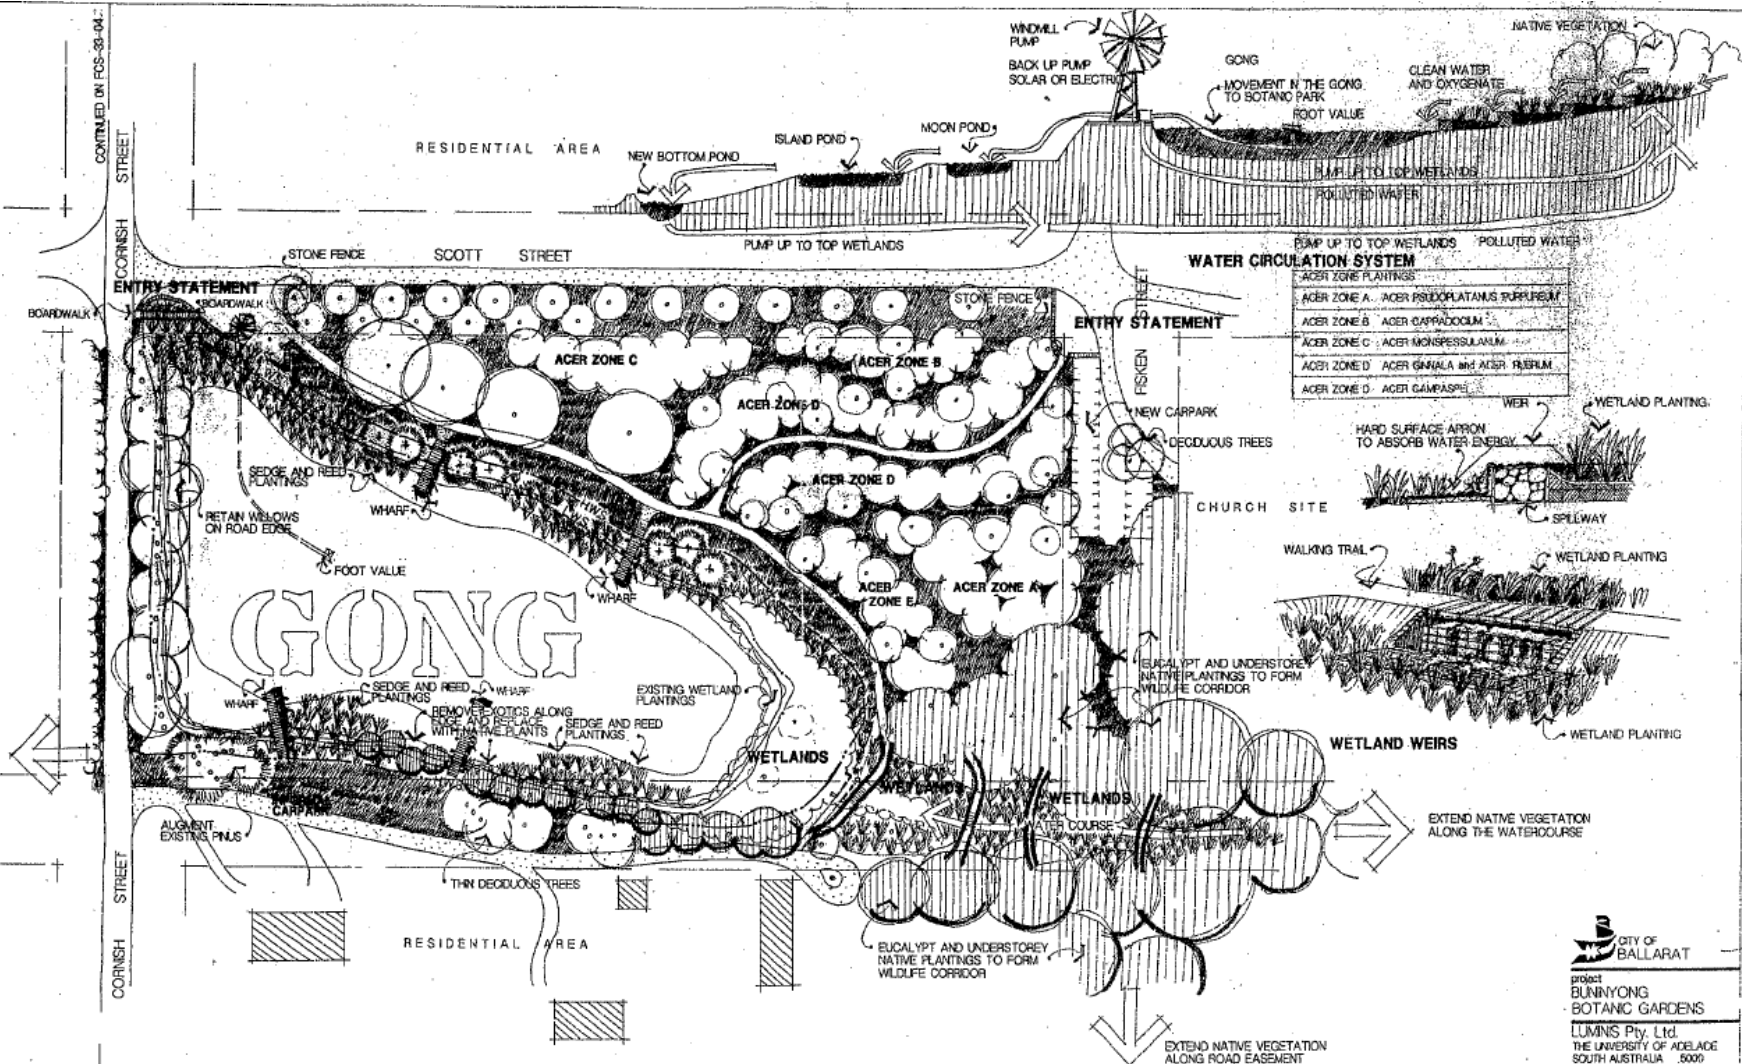 CONTINUED ON FCS-33-04
CORNISH STREET
RESIDENTIAL AREA
NEW BOTTOM POND
ISLAND POND
MOON POND
WINDMILL
PUMP
BACK UP PUMP
SOLAR OR ELECTRIC
GONG
MOVEMENT IN THE GONG
TO BOTANIC PARK
FOOT VALUE
CLEAN WATER
AND OXYGENATE
NATIVE VEGETATION
PUMP UP TO TOP WETLANDS
POLLUTED WATER
PUMP UP TO TOP WETLANDS
PUMP UP TO TOP WETLANDS POLLUTED WATER
WATER CIRCULATION SYSTEM
ACER ZONE PLANTINGS
ACER ZONE A ACER PSUDOPLATANUS PURPUREUM
ACER ZONE B ACER CAPPADOCIUM
ACER ZONE C ACER MONSPESSULANUM
ACER ZONE D ACER GINNALA and ACER RUBRUM
ACER ZONE D ACER CAMPASPE
STONE FENCE
SCOTT STREET
ENTRY STATEMENT
BOARDWALK
BOARDWALK
STONE FENCE
ENTRY STATEMENT
FISKEN STREET
ACER ZONE C
ACER ZONE B
ACER ZONE D
NEW CARPARK
DECIDUOUS TREES
WEIR
WETLAND PLANTING
HARD SURFACE APRON
TO ABSORB WATER ENERGY
SPILLWAY
SEDGE AND REED
PLANTINGS
WHARF
RETAIN WILLOWS
ON ROAD EDGE
FOOT VALUE
ACER ZONE D
CHURCH SITE
WALKING TRAIL
WETLAND PLANTING
WETLAND PLANTING
WETLAND WEIRS
WHARF
ACER
ZONE E
ACER ZONE A
GONG
EUCALYPT AND UNDERSTOREY
NATIVE PLANTINGS TO FORM
WILDLIFE CORRIDOR
WHARF
SEDGE AND REED
PLANTINGS
WHARF
REMOVE EXOTICS ALONG
EDGE AND REPLACE
WITH NATIVE PLANTS
SEDGE AND REED
PLANTINGS
EXISTING WETLAND
PLANTINGS
WETLANDS
WETLANDS
WETLANDS
WATER COURSE
CARPARK
AUGMENT
EXISTING PINUS
THIN DECIDUOUS TREES
EXTEND NATIVE VEGETATION
ALONG THE WATERCOURSE
CORNISH STREET
RESIDENTIAL AREA
EUCALYPT AND UNDERSTOREY
NATIVE PLANTINGS TO FORM
WILDLIFE CORRIDOR
EXTEND NATIVE VEGETATION
ALONG ROAD EASEMENT
CITY OF
BALLARAT
project
BUNNYONG
BOTANIC GARDENS
LUMNIS Pty. Ltd.
THE UNIVERSITY OF ADELAIDE
SOUTH AUSTRALIA 5000